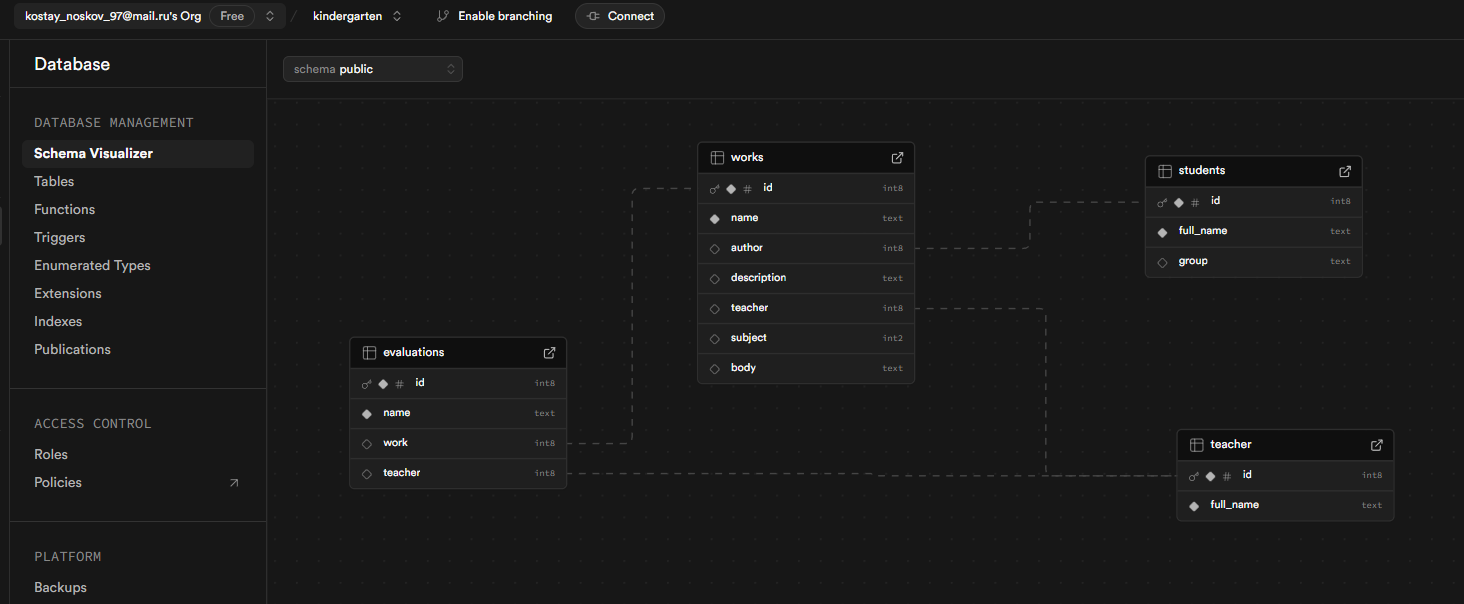 kostay_noskov_97@mail.ru's Org Free / kindergarten Enable branching Connect
Database
schema public
DATABASE MANAGEMENT
Schema Visualizer
Tables
Functions
Triggers
Enumerated Types
Extensions
Indexes
Publications
ACCESS CONTROL
Roles
Policies
PLATFORM
Backups
works
# id int8
name text
author int8
description text
teacher int8
subject int2
body text
students
# id int8
full_name text
group text
evaluations
# id int8
name text
work int8
teacher int8
teacher
# id int8
full_name text